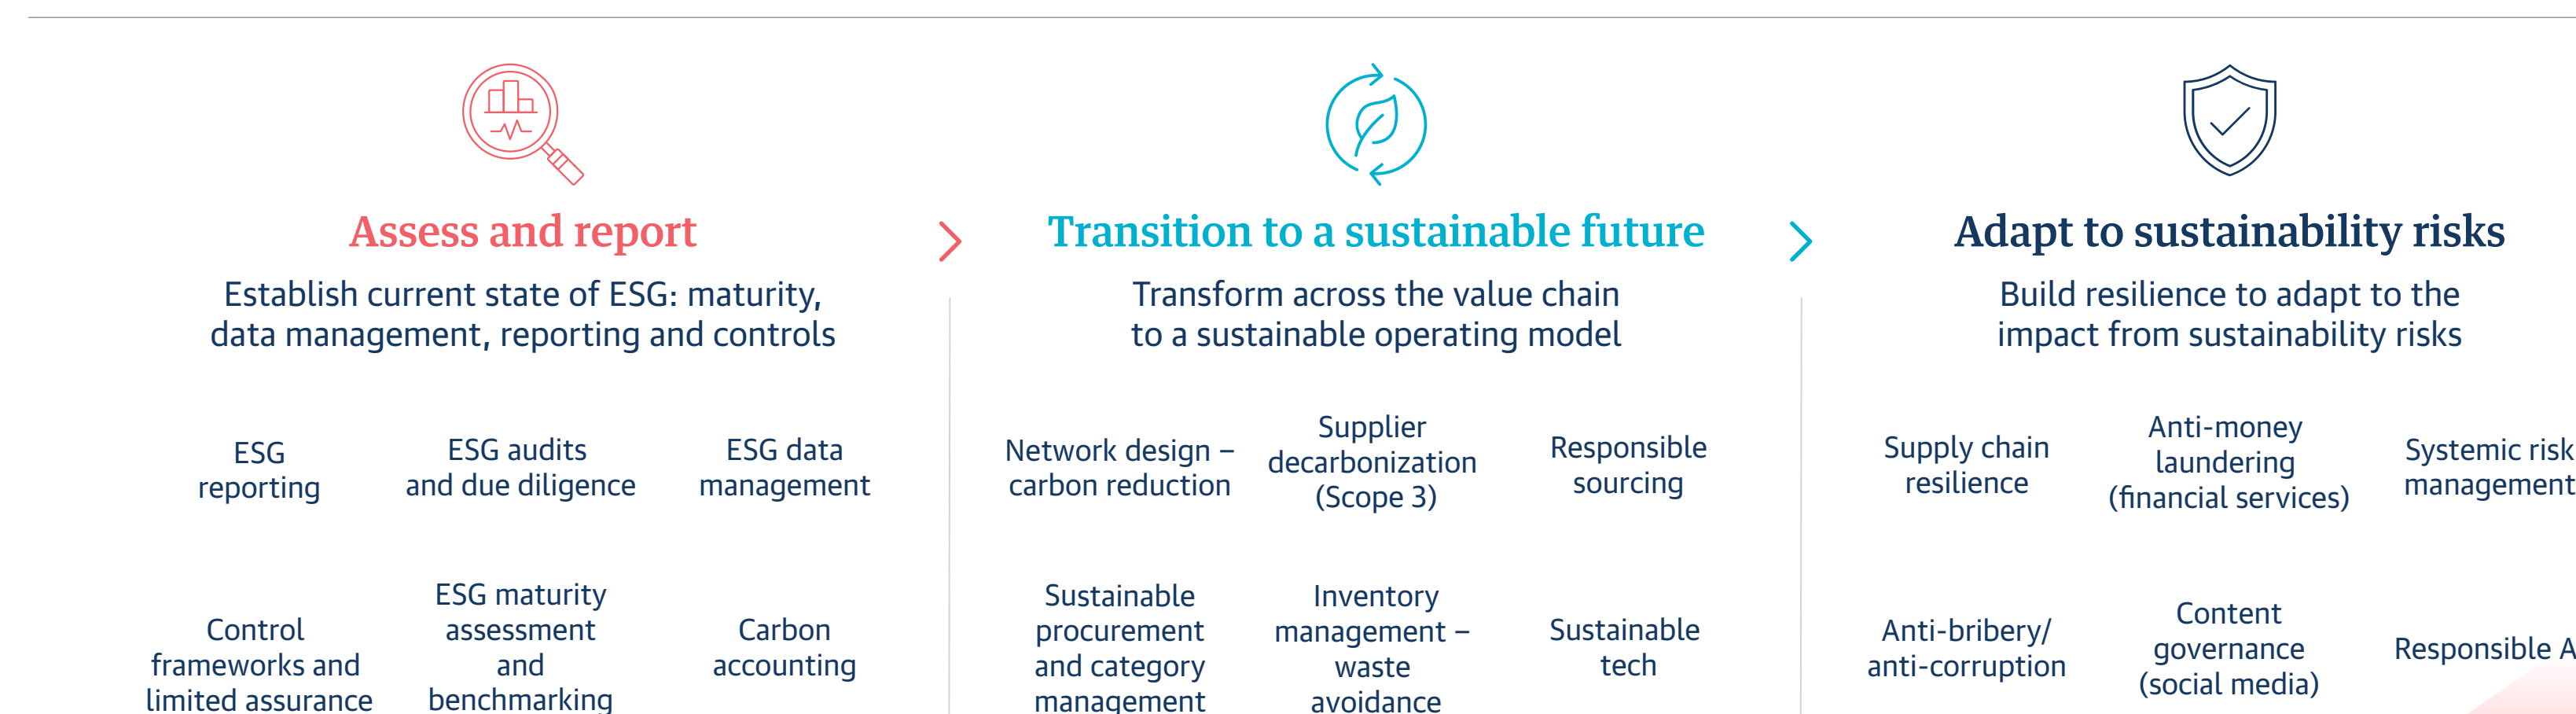 Assess and report
Establish current state of ESG: maturity,
data management, reporting and controls
ESG
reporting
ESG audits
and due diligence
ESG data
management
Control
frameworks and
limited assurance
ESG maturity
assessment
and
benchmarking
Carbon
accounting
Transition to a sustainable future
Transform across the value chain
to a sustainable operating model
Network design –
carbon reduction
Supplier
decarbonization
(Scope 3)
Responsible
sourcing
Sustainable
procurement
and category
management
Inventory
management –
waste
avoidance
Sustainable
tech
Adapt to sustainability risks
Build resilience to adapt to the
impact from sustainability risks
Supply chain
resilience
Anti-money
laundering
(financial services)
Systemic risk
management
Anti-bribery/
anti-corruption
Content
governance
(social media)
Responsible